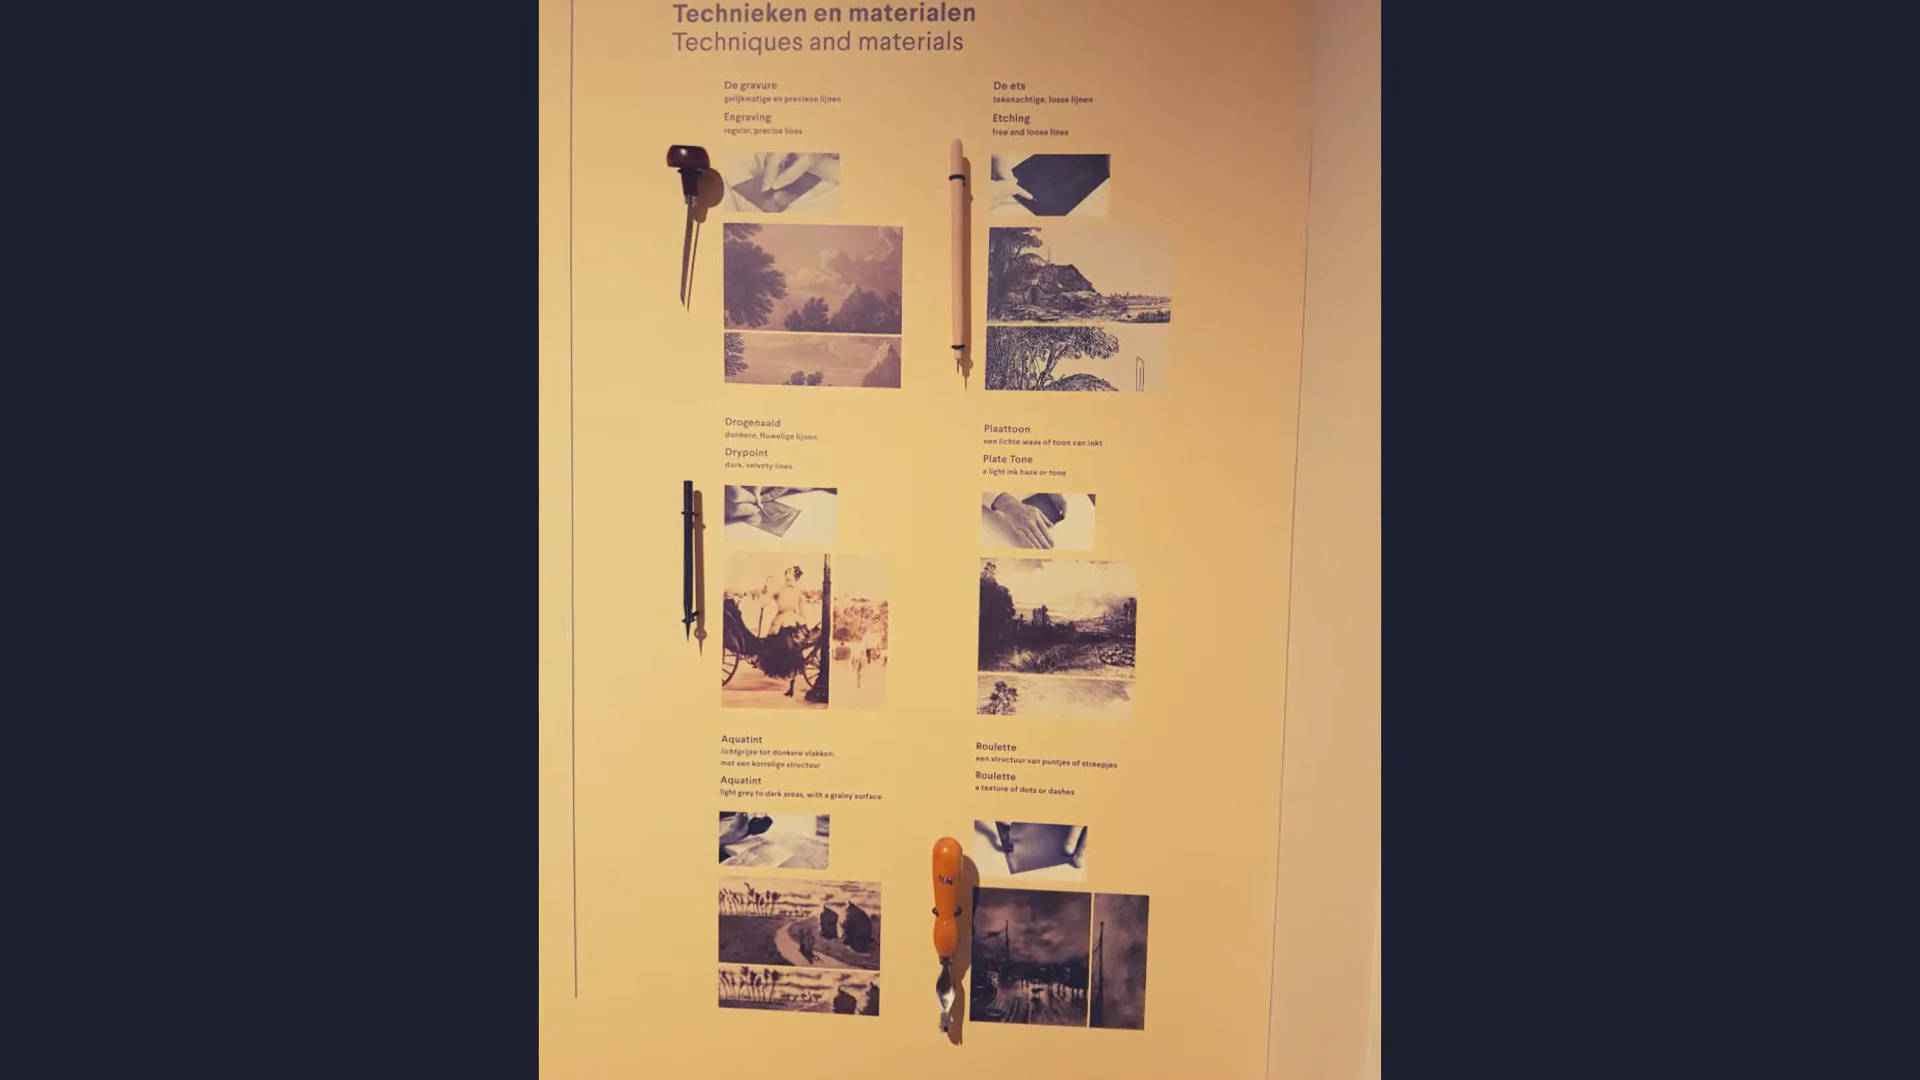 Technieken en materialen
Techniques and materials
De gravure
gelijkmatige en precieze lijnen
Engraving
regular, precise lines
De ets
tekenachtige, losse lijnen
Etching
free and loose lines
Drogenaald
donkere, fluwelige lijnen
Drypoint
dark, velvety lines
Plaattoon
een lichte waas of toon van inkt
Plate Tone
a light ink haze or tone
Aquatint
lichtgrijze tot donkere vlakken,
met een korrelige structuur
Aquatint
light grey to dark areas, with a grainy surface
Roulette
een structuur van puntjes of streepjes
Roulette
a texture of dots or dashes